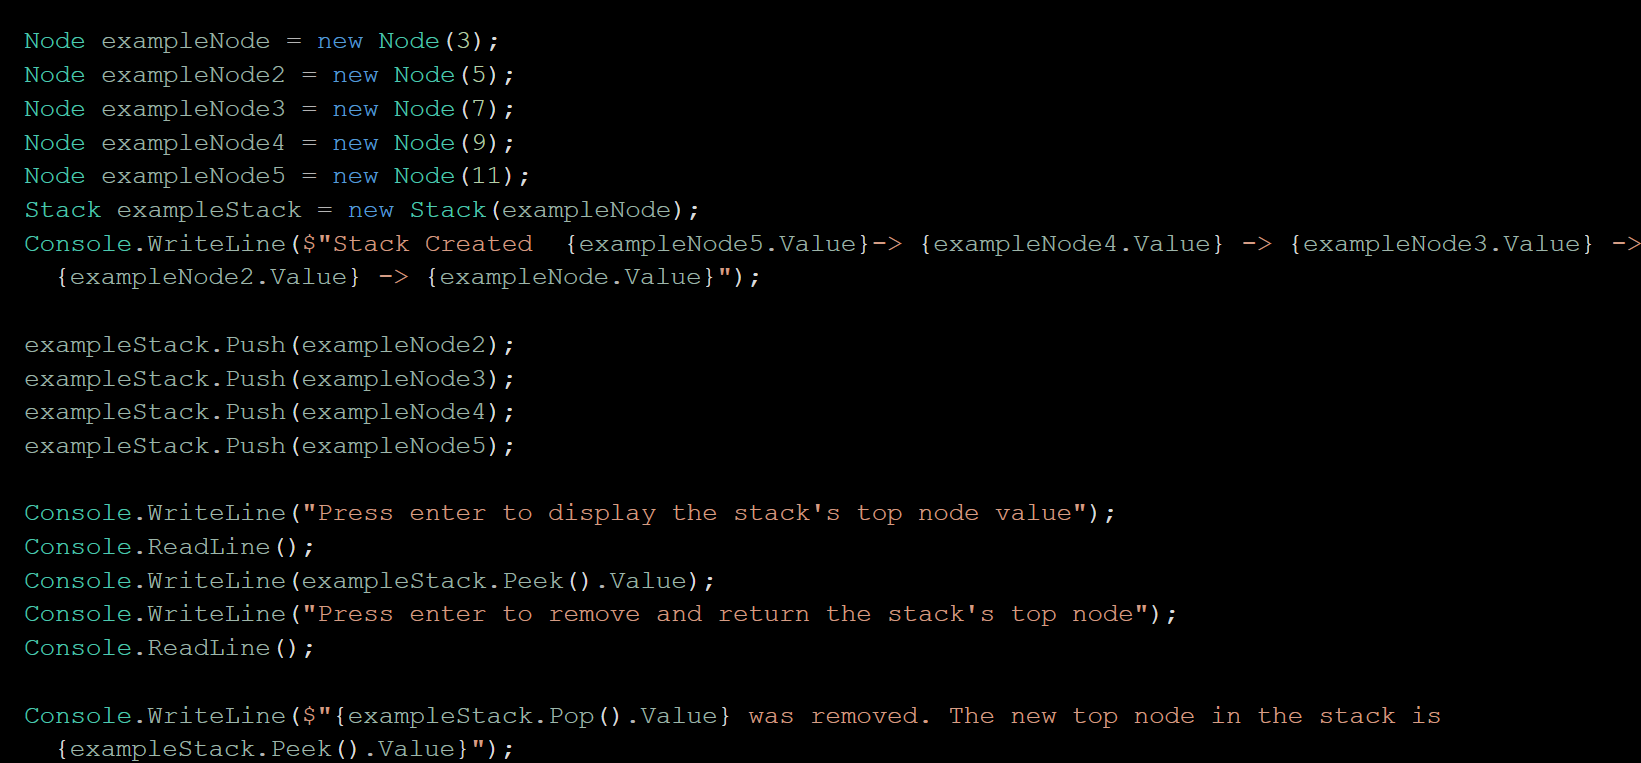 Node exampleNode = new Node(3);
Node exampleNode2 = new Node(5);
Node exampleNode3 = new Node(7);
Node exampleNode4 = new Node(9);
Node exampleNode5 = new Node(11);
Stack exampleStack = new Stack(exampleNode);
Console.WriteLine($"Stack Created  {exampleNode5.Value}-> {exampleNode4.Value} -> {exampleNode3.Value} ->
  {exampleNode2.Value} -> {exampleNode.Value}");

exampleStack.Push(exampleNode2);
exampleStack.Push(exampleNode3);
exampleStack.Push(exampleNode4);
exampleStack.Push(exampleNode5);

Console.WriteLine("Press enter to display the stack's top node value");
Console.ReadLine();
Console.WriteLine(exampleStack.Peek().Value);
Console.WriteLine("Press enter to remove and return the stack's top node");
Console.ReadLine();

Console.WriteLine($"{exampleStack.Pop().Value} was removed. The new top node in the stack is
  {exampleStack.Peek().Value}");